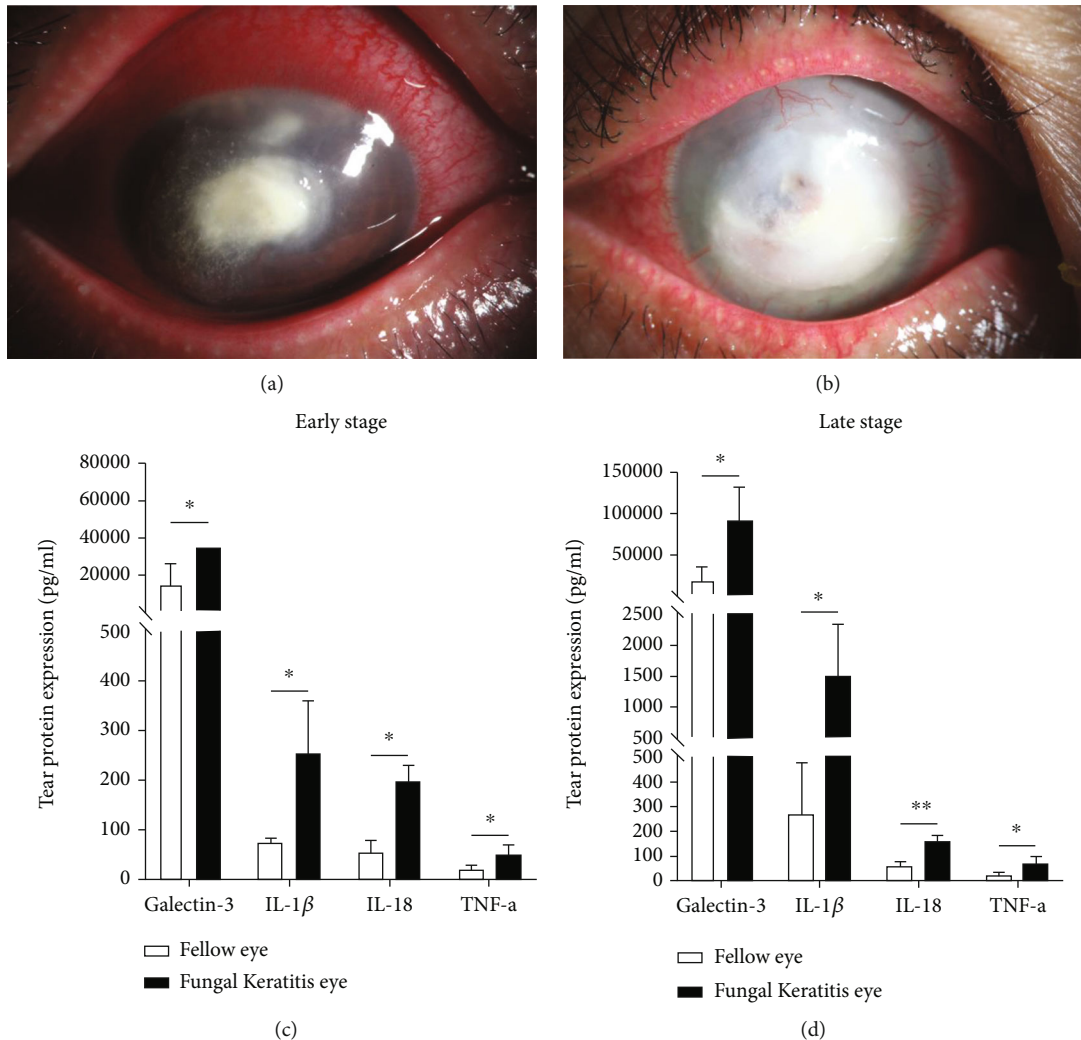 (a)
(b)
Early stage
Tear protein expression (pg/ml)
80000
60000
40000
20000
500
400
300
200
100
0
*
*
*
*
Galectin-3 IL-1β IL-18 TNF-a
Fellow eye
Fungal Keratitis eye
(c)
Late stage
Tear protein expression (pg/ml)
150000
100000
50000
2500
2000
1500
1000
500
500
400
300
200
100
0
*
*
**
*
Galectin-3 IL-1β IL-18 TNF-a
Fellow eye
Fungal Keratitis eye
(d)